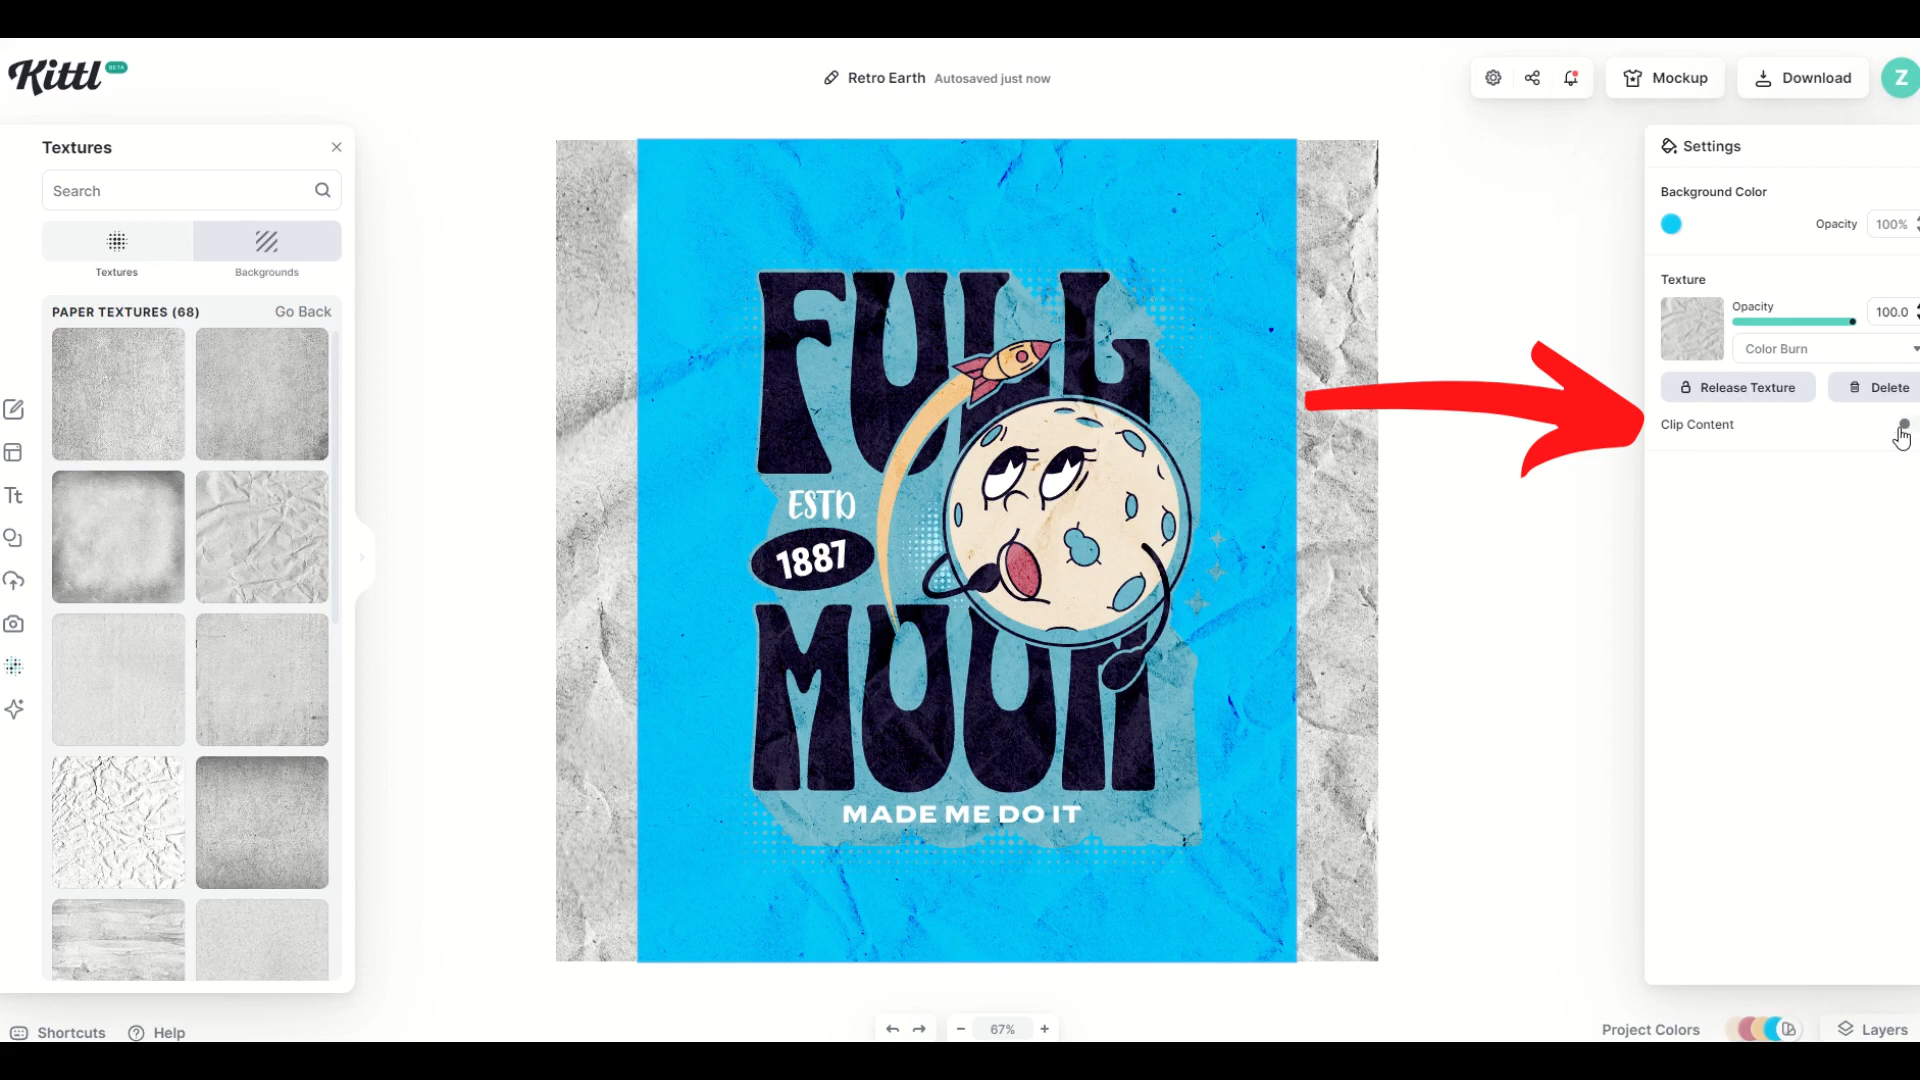 Kittl BETA
Retro Earth Autosaved just now
Mockup
Download
Z
Textures
Search
Textures
Backgrounds
PAPER TEXTURES (68)
Go Back
FULL
ESTD
1887
MOON
MADE ME DO IT
Settings
Background Color
Opacity
100%
Texture
Opacity
100.0
Color Burn
Release Texture
Delete
Clip Content
Tt
Shortcuts
Help
67%
Project Colors
Layers